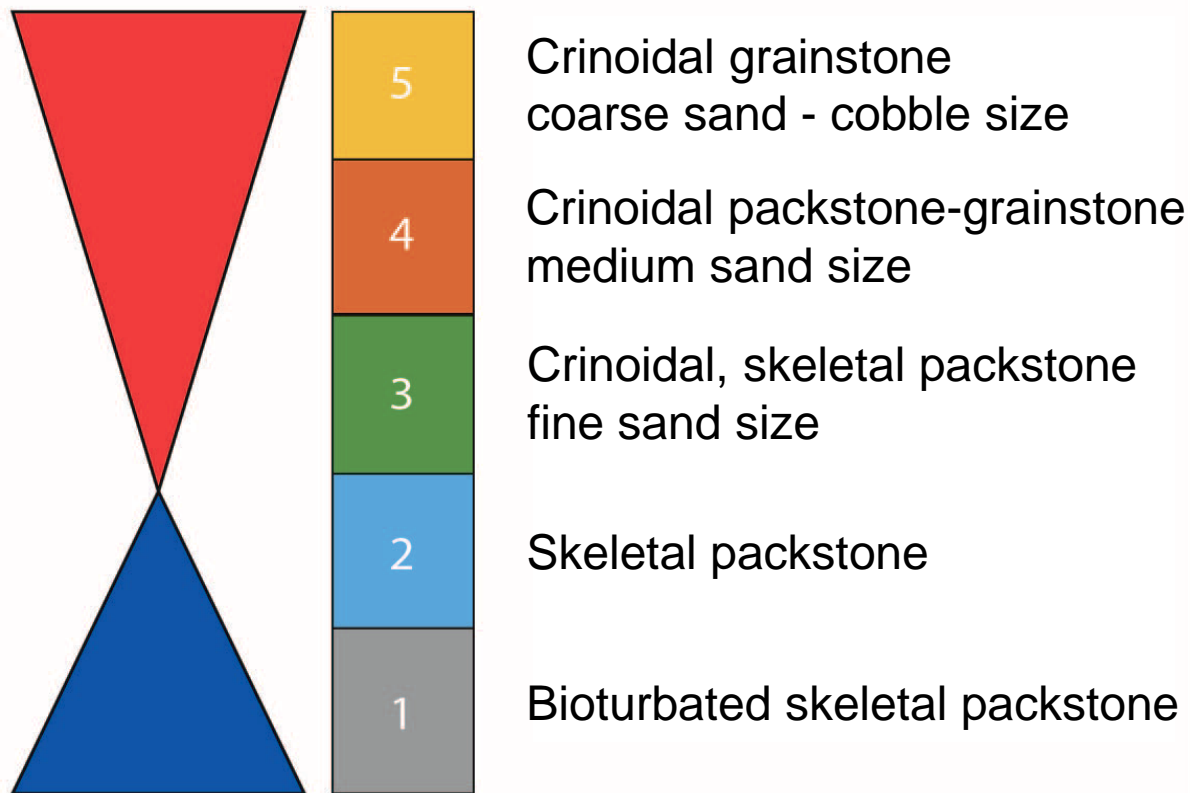 5
Crinoidal grainstone
coarse sand - cobble size
4
Crinoidal packstone-grainstone
medium sand size
3
Crinoidal, skeletal packstone
fine sand size
2
Skeletal packstone
1
Bioturbated skeletal packstone